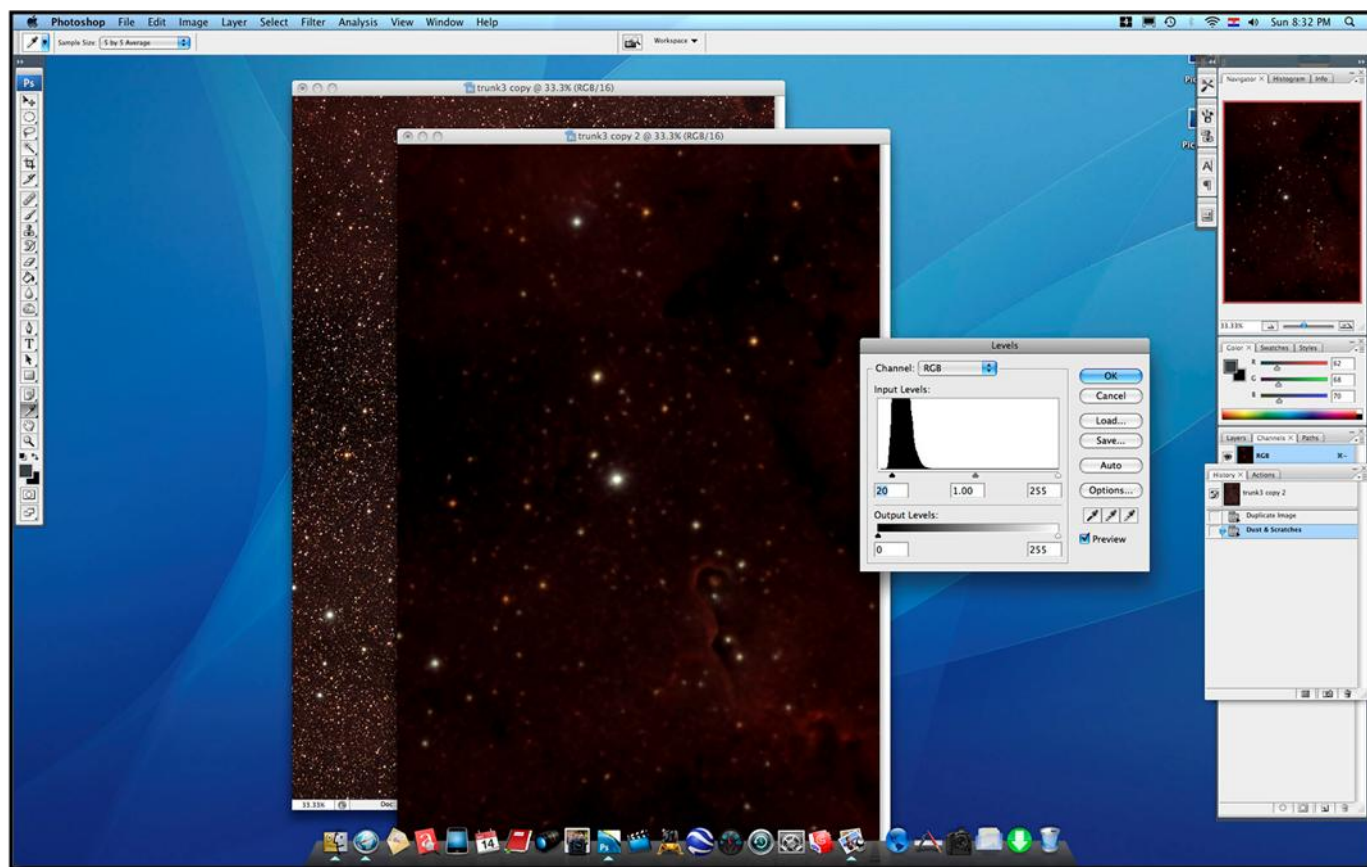 Photoshop File Edit Image Layer Select Filter Analysis View Window Help Sun 8:32 PM
Sample Size: 5 by 5 Average Workspace
Ps
trunk3 copy @ 33.3% (RGB/16)
trunk3 copy 2 @ 33.3% (RGB/16)
Navigator × Histogram Info
33.33%
Color × Swatches Styles
R 62
G 68
B 70
Layers Channels × Paths
RGB ⌘~
History × Actions
trunk3 copy 2
Duplicate Image
Dust & Scratches
Levels
Channel: RGB
Input Levels:
20 1.00 255
Output Levels:
0 255
OK
Cancel
Load...
Save...
Auto
Options...
Preview
33.33% Doc:
14
Ps